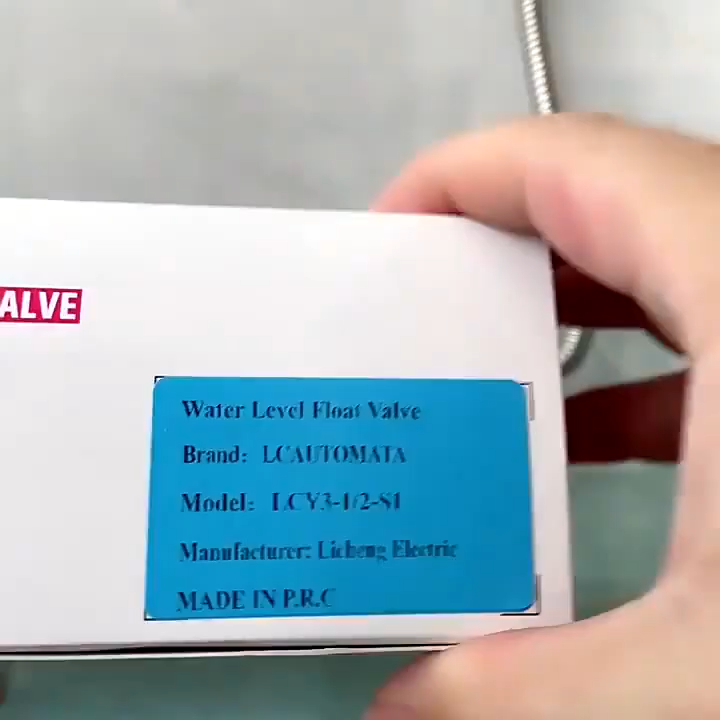 ALVE
Water Level Float Valve
Brand: LCAUTOMATA
Model: LCY3-1/2-S1
Manufacturer: Licheng Electric
MADE IN P.R.C